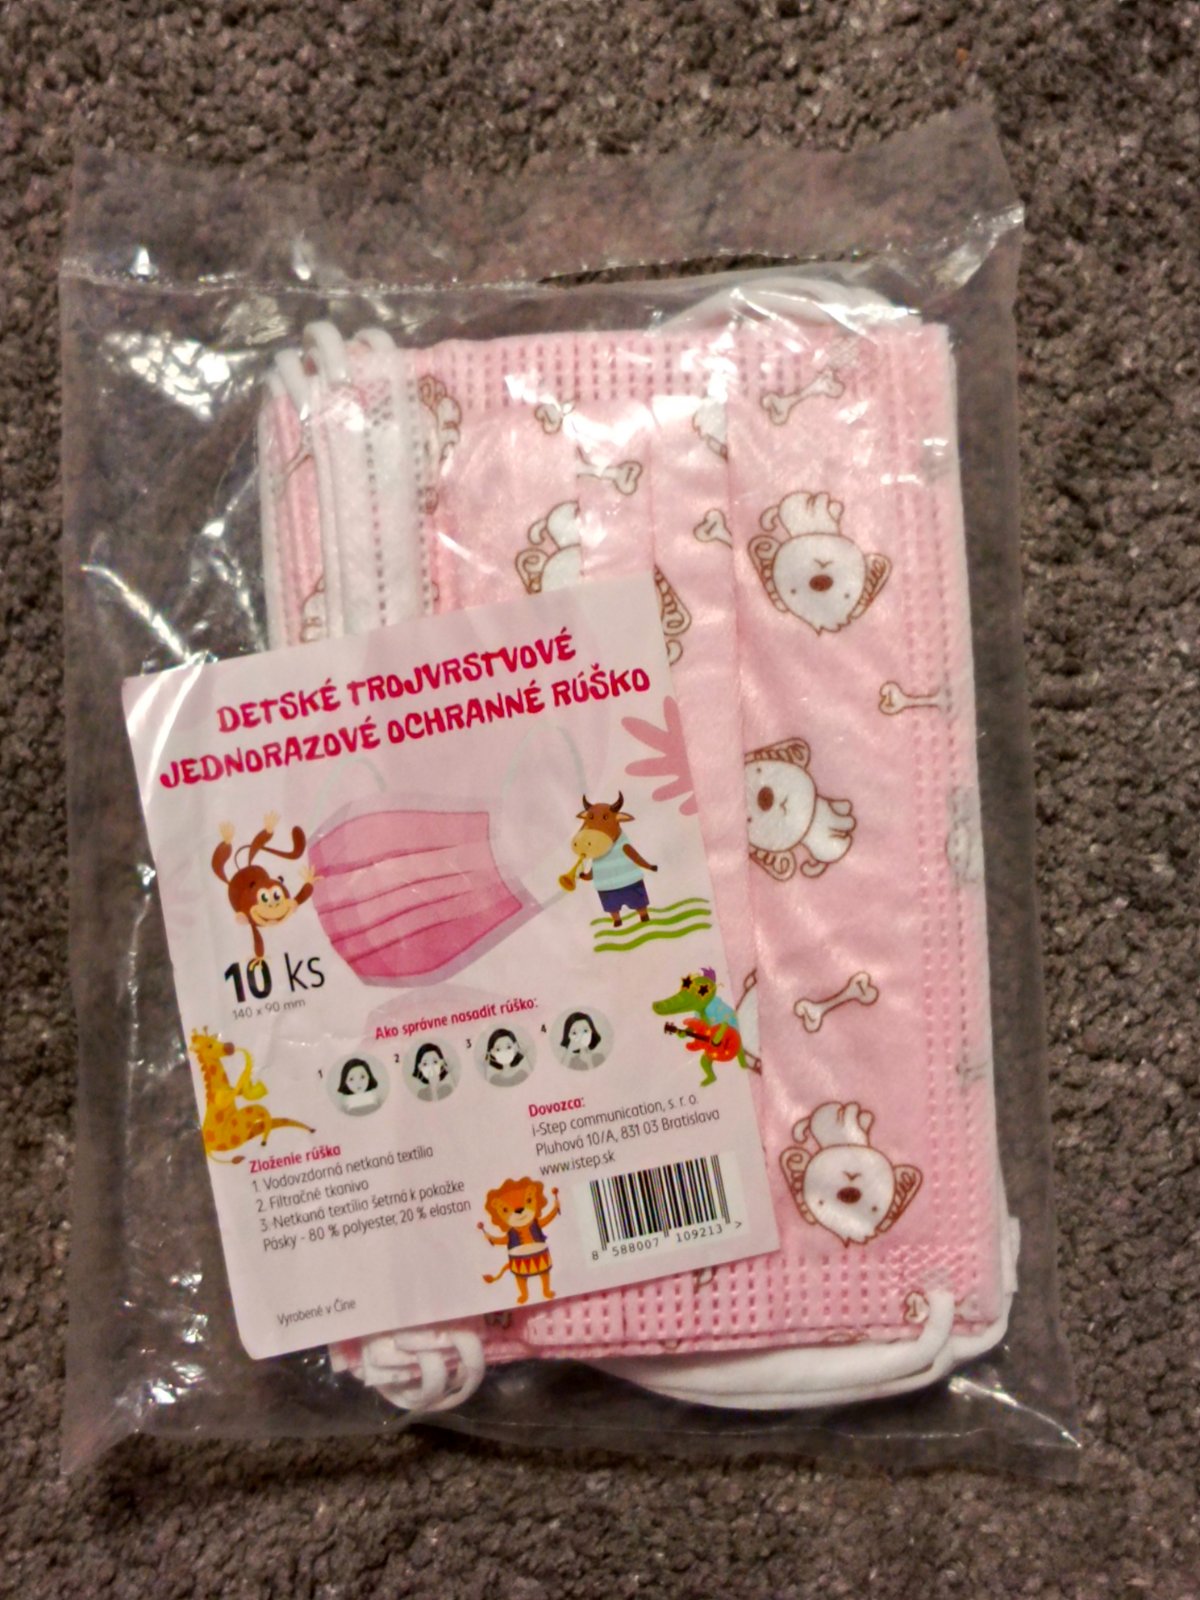 DETSKÉ TROJVRSTVOVÉ
JEDNORAZOVÉ OCHRANNÉ RÚŠKO
10 ks
140 x 90 mm
Ako správne nasadiť rúško:
1 2 3 4
Zloženie rúška
1. Vodovzdorná netkaná textília
2. Filtračné tkanivo
3. Netkaná textília šetrná k pokožke
Pásky - 80 % polyester, 20 % elastan
Dovozca:
i-Step communication, s. r. o.
Pluhová 10/A, 831 03 Bratislava
www.istep.sk
8 588007 109213 >
Vyrobené v Číne